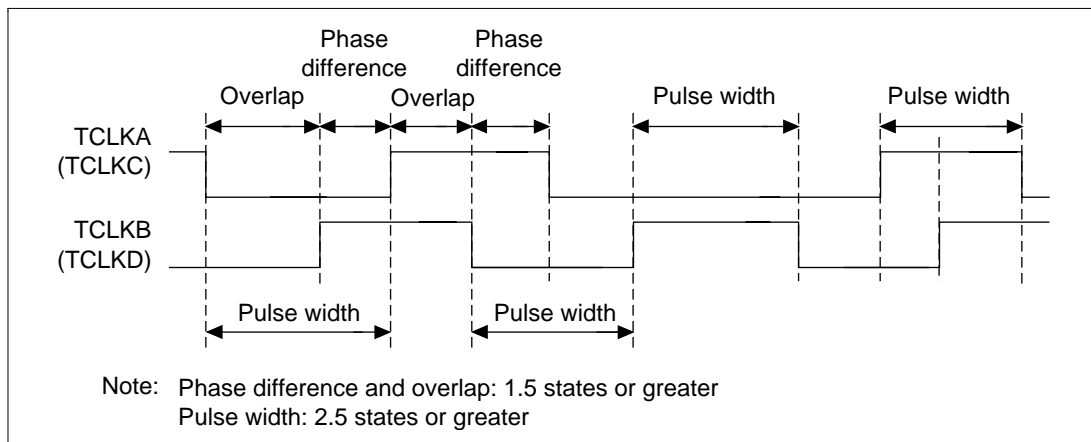 Phase
difference
Phase
difference
Overlap
Overlap
Pulse width
Pulse width
TCLKA
(TCLKC)
TCLKB
(TCLKD)
Pulse width
Pulse width
Note: Phase difference and overlap: 1.5 states or greater
Pulse width: 2.5 states or greater